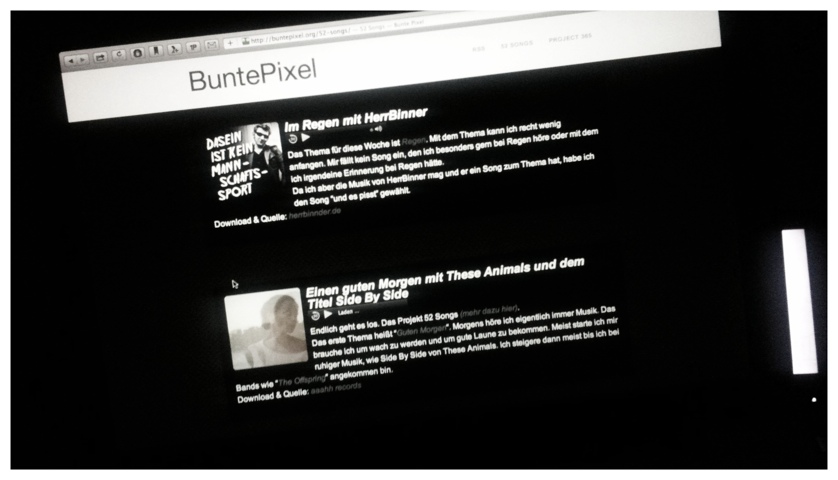 http://buntepixel.org/52-songs/ — 52 Songs — Bunte Pixel
52 SONGS PROJECT 365
BuntePixel
Im Regen mit HerrBinner
DASEIN
IST KEIN
MANN-
SCHAFTS-
SPORT
Das Thema für diese Woche ist Regen. Mit dem Thema kann ich recht wenig
anfangen. Mir fällt kein Song ein, den ich besonders gern bei Regen höre oder mit dem
ich irgendeine Erinnerung bei Regen hätte.
Da ich aber die Musik von HerrBinner mag und er ein Song zum Thema hat, habe ich
den Song "und es pisst" gewählt.
Download & Quelle: herrbinnder.de
Einen guten Morgen mit These Animals und dem
Titel Side By Side
Laden ...
Endlich geht es los. Das Projekt 52 Songs (mehr dazu hier).
Das erste Thema heißt "Guten Morgen". Morgens höre ich eigentlich immer Musik. Das
brauche ich um wach zu werden und um gute Laune zu bekommen. Meist starte ich mir
ruhiger Musik, wie Side By Side von These Animals. Ich steigere dann meist bis ich bei
Bands wie "The Offspring" angekommen bin.
Download & Quelle: aaahh records